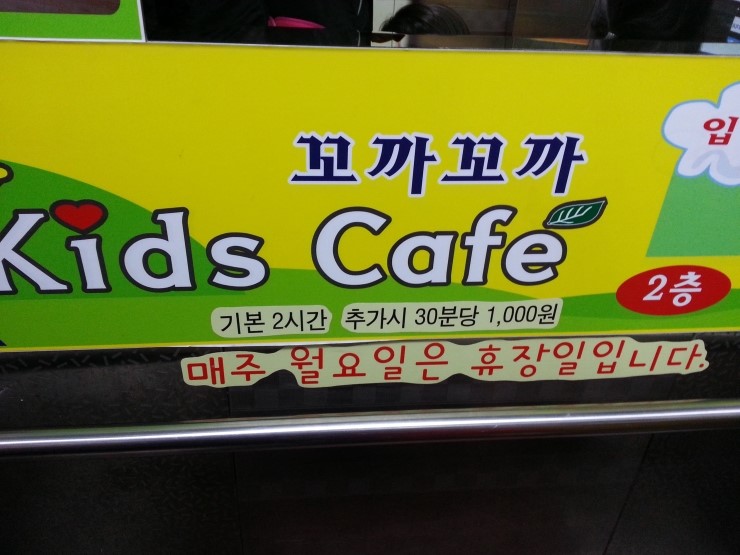 꼬까꼬까
Kids Cafe
입
2층
기본 2시간 추가시 30분당 1,000원
매주 월요일은 휴장일입니다.